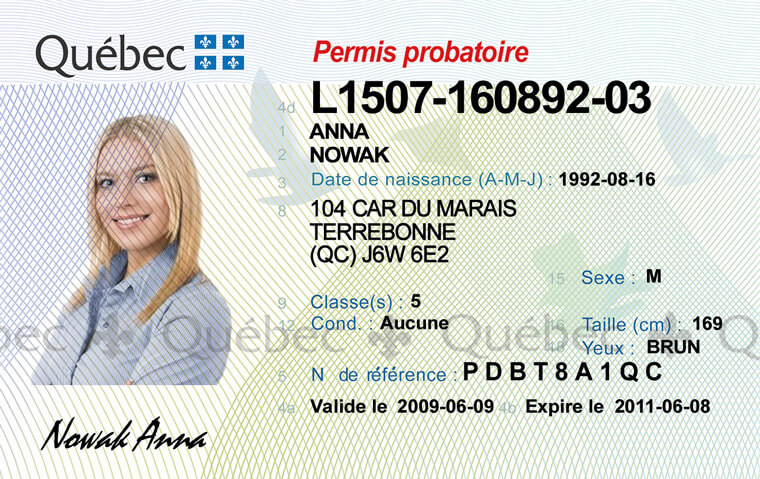 Québec
Permis probatoire
4d L1507-160892-03
1 ANNA
2 NOWAK
3 Date de naissance (A-M-J) : 1992-08-16
8 104 CAR DU MARAIS
TERREBONNE
(QC) J6W 6E2
15 Sexe : M
9 Classe(s) : 5
12 Cond. : Aucune
Taille (cm) : 169
Yeux : BRUN
Québec Québec
5 N de référence : PDBT8A1QC
4a Valide le 2009-06-09 4b Expire le 2011-06-08
Nowak Anna